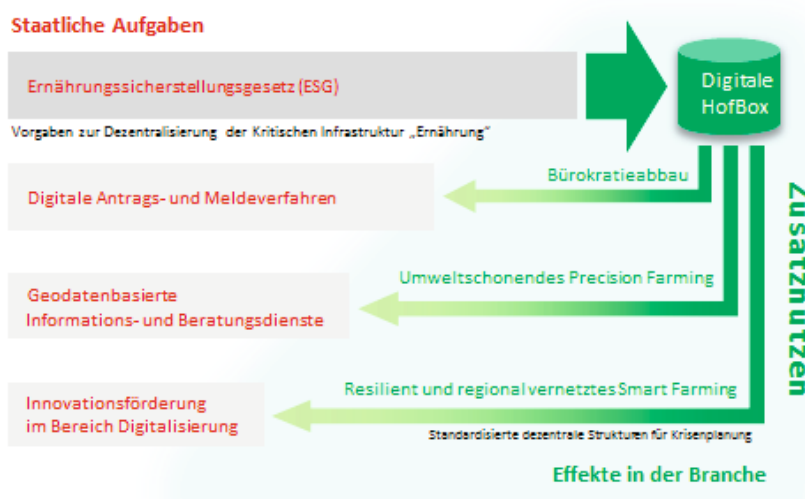 Staatliche Aufgaben
Ernährungssicherstellungsgesetz (ESG)
Digitale
HofBox
Vorgaben zur Dezentralisierung der Kritischen Infrastruktur „Ernährung"
Bürokratieabbau
Digitale Antrags- und Meldeverfahren
Zusatznutzen
Umweltschonendes Precision Farming
Geodatenbasierte
Informations- und Beratungsdienste
Resilient und regional vernetztes Smart Farming
Innovationsförderung
im Bereich Digitalisierung
Standardisierte dezentrale Strukturen für Krisenplanung
Effekte in der Branche